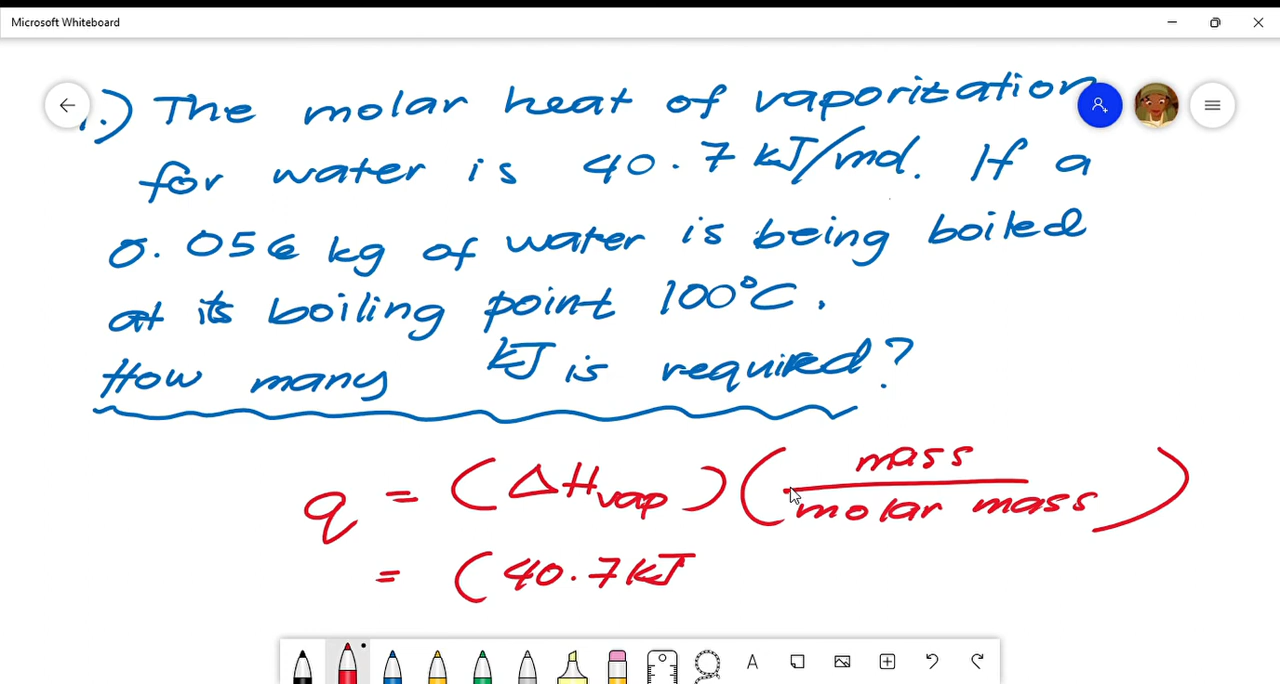 Microsoft Whiteboard
1.) The molar heat of vaporization
for water is 40.7 kJ/mol. If a
0.056 kg of water is being boiled
at its boiling point 100°C.
How many kJ is required?
q = (ΔHvap) (mass / molar mass)
= (40.7 kJ
A